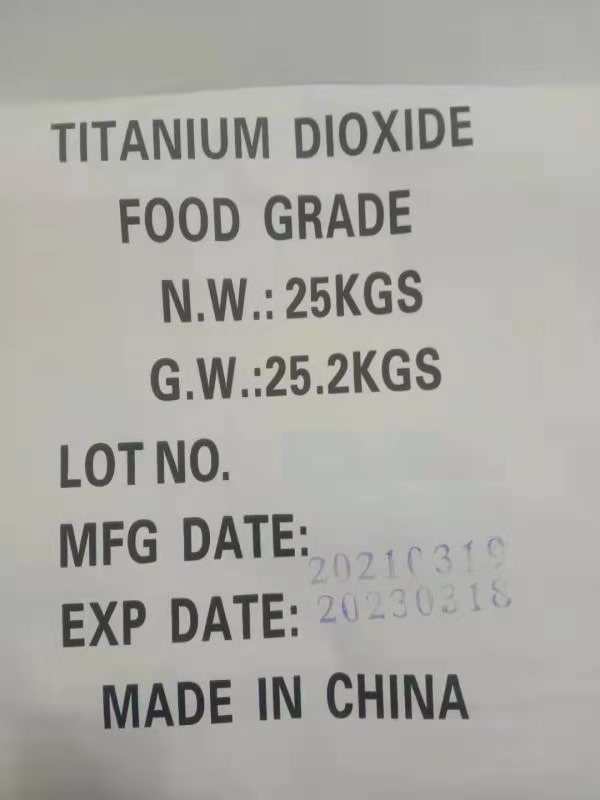 TITANIUM DIOXIDE
FOOD GRADE
N.W.: 25KGS
G.W.:25.2KGS
LOT NO.
MFG DATE: 20210319
EXP DATE: 20230318
MADE IN CHINA